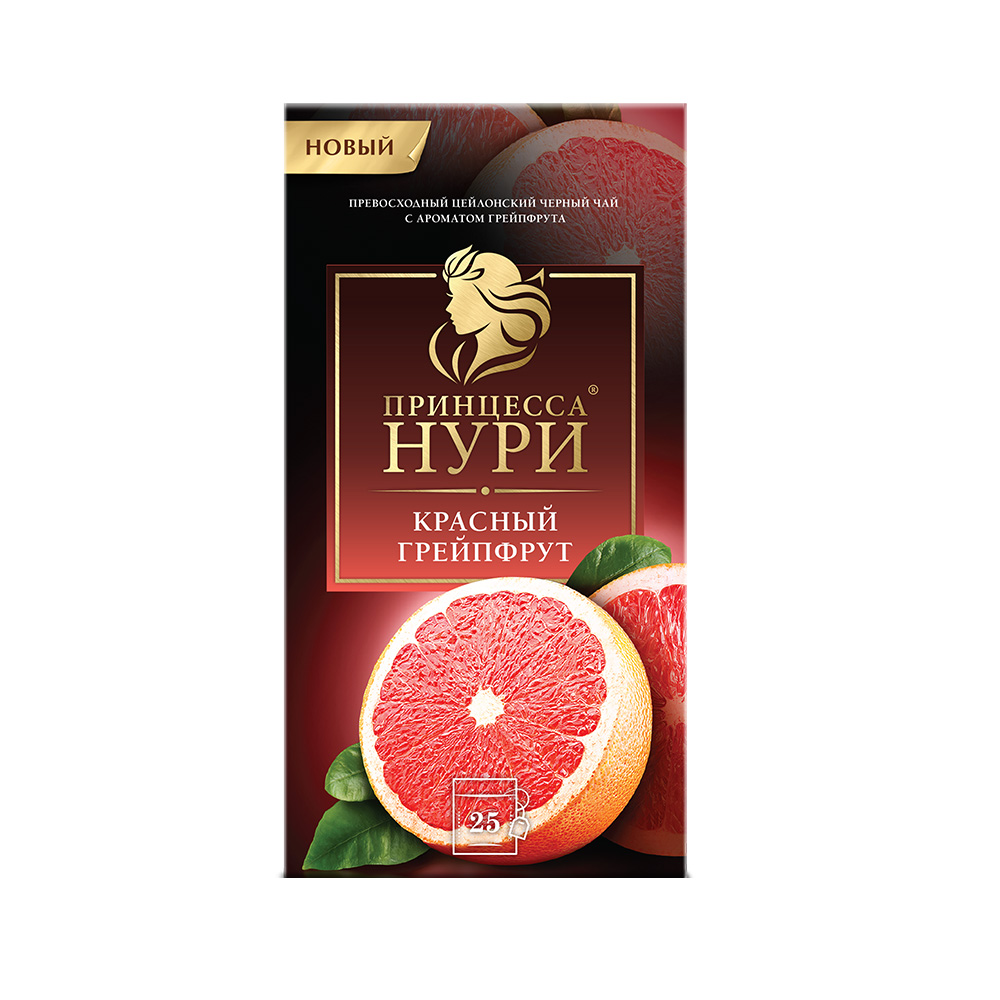 НОВЫЙ
ПРЕВОСХОДНЫЙ ЦЕЙЛОНСКИЙ ЧЕРНЫЙ ЧАЙ
С АРОМАТОМ ГРЕЙПФРУТА
ПРИНЦЕССА®
НУРИ
КРАСНЫЙ
ГРЕЙПФРУТ
25